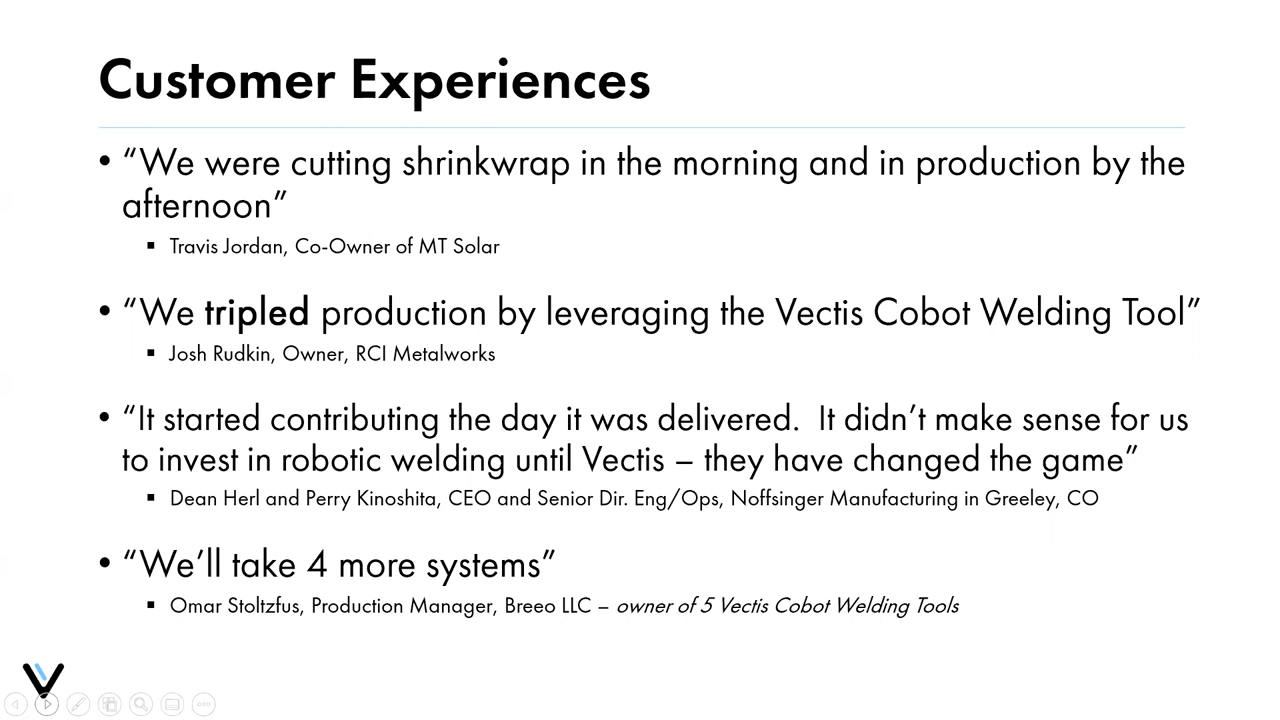 Customer Experiences
• “We were cutting shrinkwrap in the morning and in production by the
afternoon”
▪ Travis Jordan, Co-Owner of MT Solar
• “We tripled production by leveraging the Vectis Cobot Welding Tool”
▪ Josh Rudkin, Owner, RCI Metalworks
• “It started contributing the day it was delivered.  It didn’t make sense for us
to invest in robotic welding until Vectis – they have changed the game”
▪ Dean Herl and Perry Kinoshita, CEO and Senior Dir. Eng/Ops, Noffsinger Manufacturing in Greeley, CO
• “We’ll take 4 more systems”
▪ Omar Stoltzfus, Production Manager, Breeo LLC – owner of 5 Vectis Cobot Welding Tools